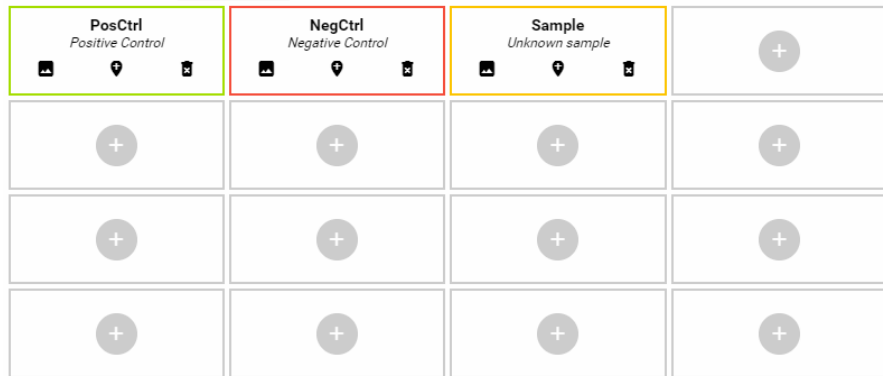 PosCtrl
Positive Control
NegCtrl
Negative Control
Sample
Unknown sample